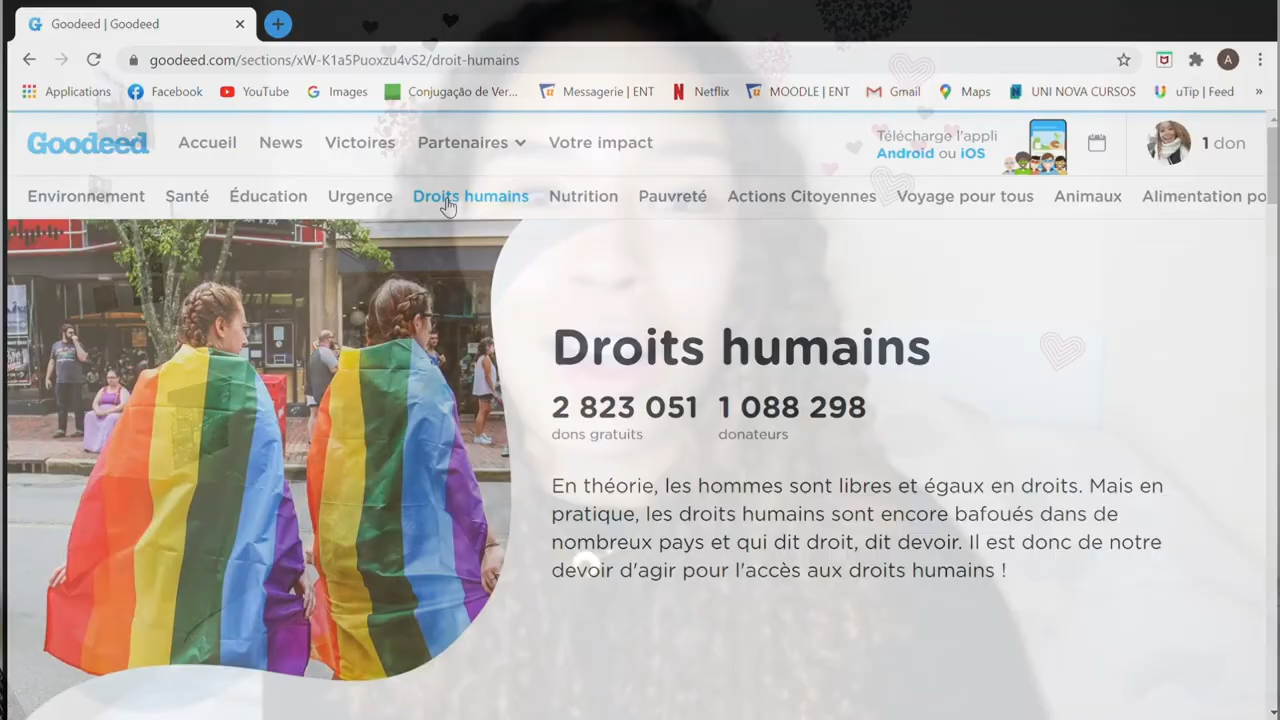 Goodeed | Goodeed
goodeed.com/sections/xW-K1a5Puoxzu4vS2/droit-humains
Applications Facebook YouTube Images Conjugação de Ver... Messagerie | ENT Netflix MOODLE | ENT Gmail Maps UNI NOVA CURSOS uTip | Feed »
Goodeed Accueil News Victoires Partenaires Votre impact
Télécharge l'appli
Android ou iOS
1 don
Environnement Santé Éducation Urgence Droits humains Nutrition Pauvreté Actions Citoyennes Voyage pour tous Animaux Alimentation po
Droits humains
2 823 051 1 088 298
dons gratuits donateurs
En théorie, les hommes sont libres et égaux en droits. Mais en
pratique, les droits humains sont encore bafoués dans de
nombreux pays et qui dit droit, dit devoir. Il est donc de notre
devoir d'agir pour l'accès aux droits humains !